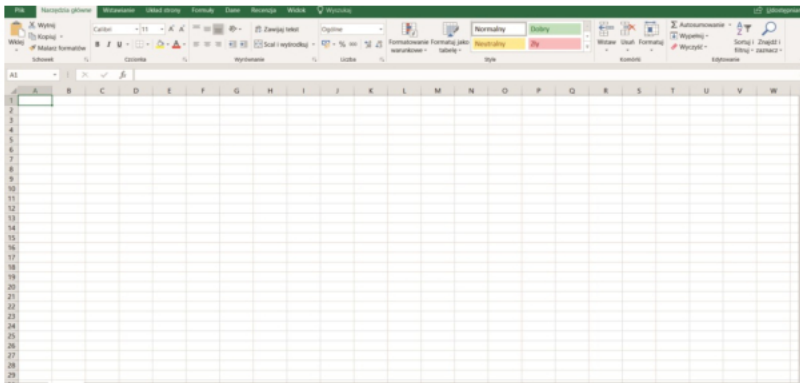 Plik Narzędzia główne Wstawianie Układ strony Formuły Dane Recenzja Widok Wyszukaj Udostępnianie
Wklej
Wytnij
Kopiuj
Malarz formatów
Schowek
Calibri 11
B I U
Czcionka
Zawijaj tekst
Scal i wyśrodkuj
Wyrównanie
Ogólne
%
Liczba
Formatowanie warunkowe
Formatuj jako tabelę
Normalny Dobry
Neutralny Zły
Style
Wstaw Usuń Formatuj
Komórki
Autosumowanie
Wypełnij
Wyczyść
Sortuj i filtruj
Znajdź i zaznacz
Edytowanie
A1 fx
A B C D E F G H I J K L M N O P Q R S T U V W
1
2
3
4
5
6
7
8
9
10
11
12
13
14
15
16
17
18
19
20
21
22
23
24
25
26
27
28
29